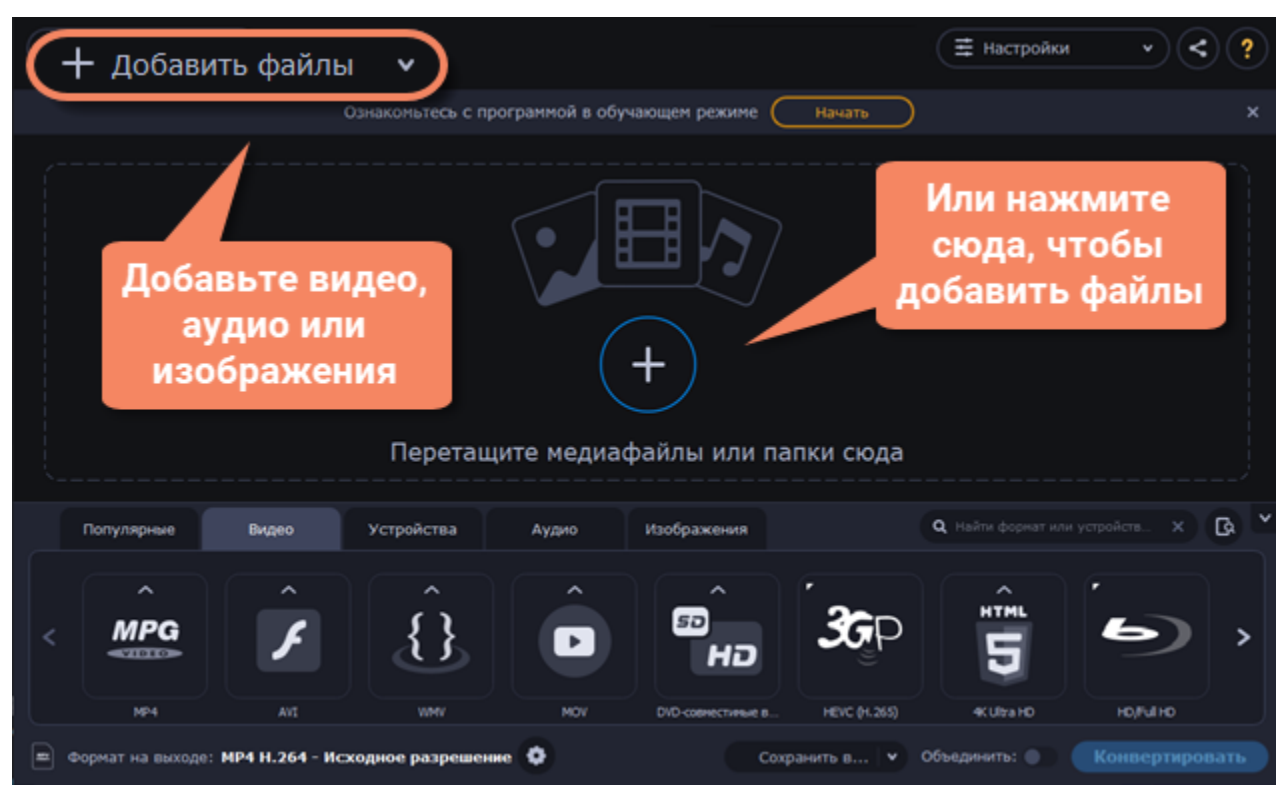 Добавить файлы
Настройки
?
Ознакомьтесь с программой в обучающем режиме
Начать
Или нажмите
сюда, чтобы
добавить файлы
Добавьте видео,
аудио или
изображения
Перетащите медиафайлы или папки сюда
Популярные
Видео
Устройства
Аудио
Изображения
Найти формат или устройств...
MPG
VIDEO
SD
HD
3GP
HTML
5
MP4
AVI
WMV
MOV
DVD-совместимые в...
HEVC (H.265)
4K Ultra HD
HD/Full HD
Формат на выходе: MP4 H.264 - Исходное разрешение
Сохранить в...
Объединить:
Конвертировать